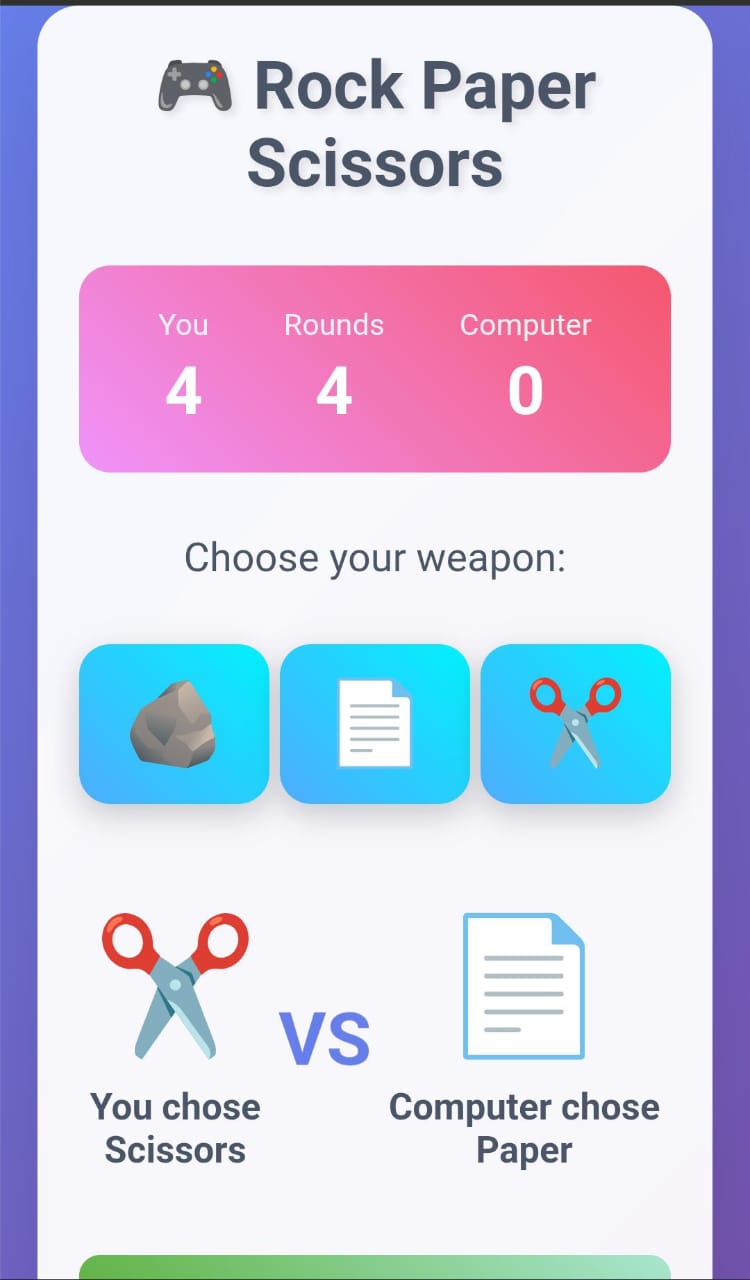 Rock Paper
Scissors
You Rounds Computer
4 4 0
Choose your weapon:
VS
You chose Computer chose
Scissors Paper